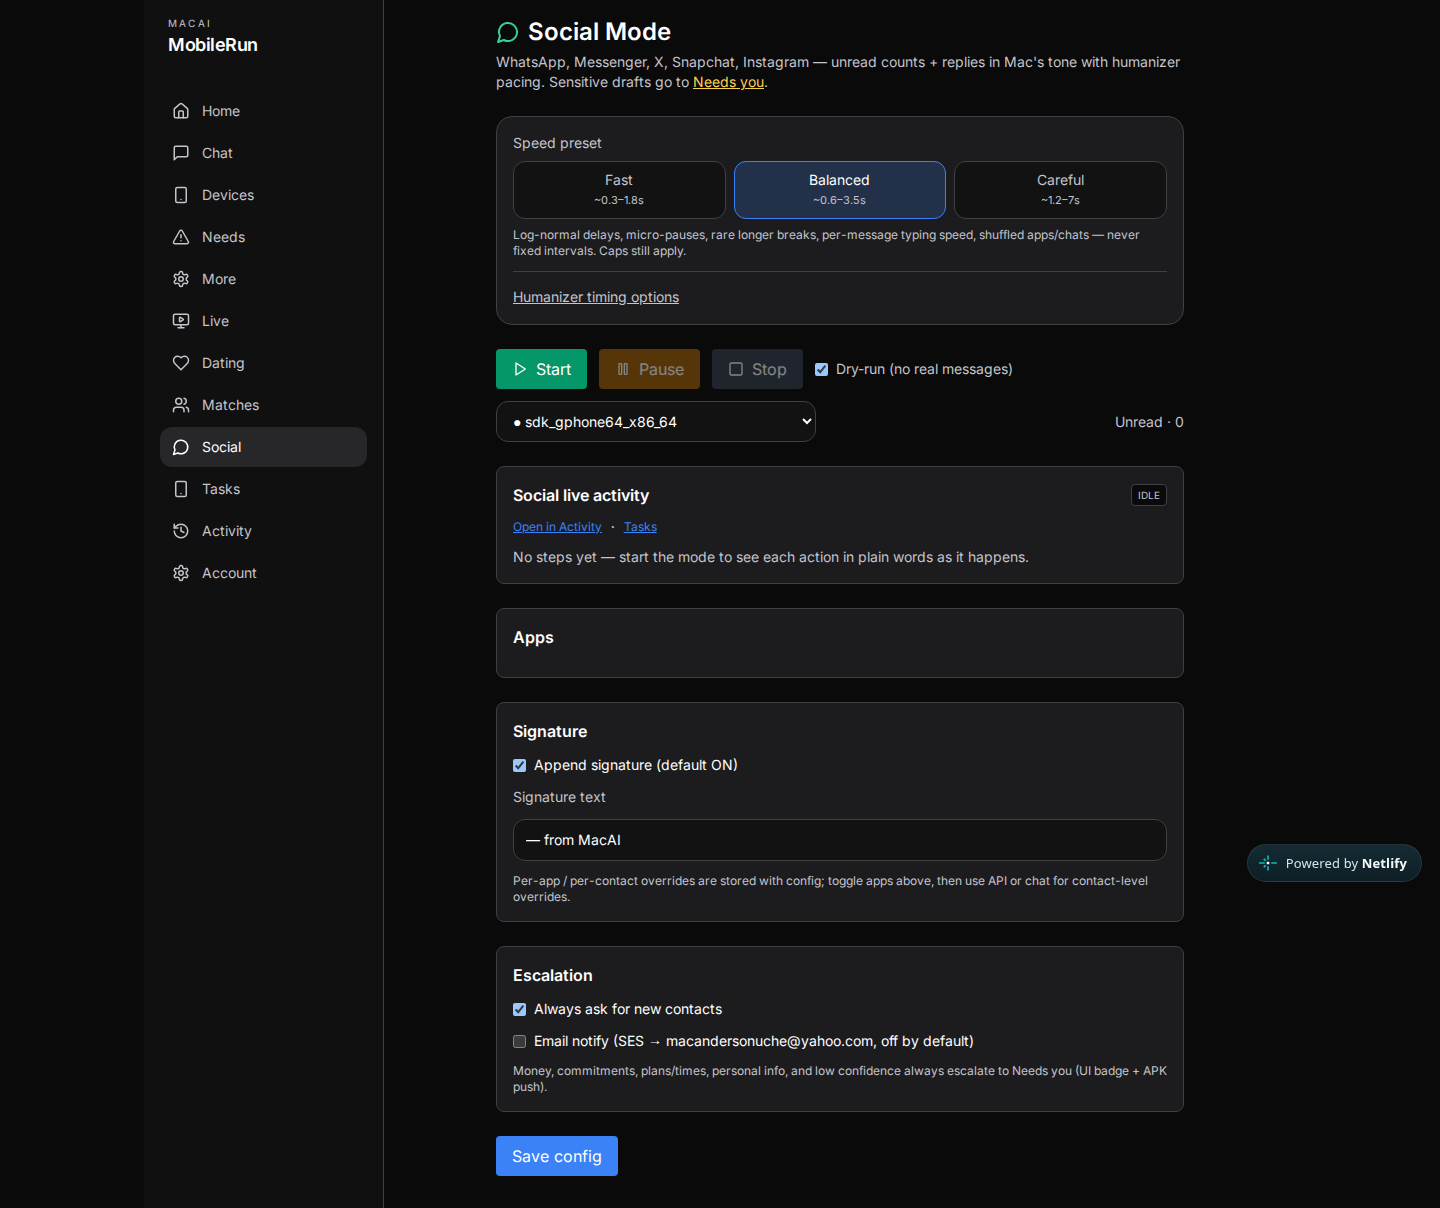 MACAI
MobileRun
Home
Chat
Devices
Needs
More
Live
Dating
Matches
Social
Tasks
Activity
Account
Social Mode
WhatsApp, Messenger, X, Snapchat, Instagram — unread counts + replies in Mac's tone with humanizer
pacing. Sensitive drafts go to Needs you.
Speed preset
Fast
~0.3–1.8s
Balanced
~0.6–3.5s
Careful
~1.2–7s
Log-normal delays, micro-pauses, rare longer breaks, per-message typing speed, shuffled apps/chats — never
fixed intervals. Caps still apply.
Humanizer timing options
Start
Pause
Stop
Dry-run (no real messages)
● sdk_gphone64_x86_64
Unread · 0
Social live activity
IDLE
Open in Activity · Tasks
No steps yet — start the mode to see each action in plain words as it happens.
Apps
Signature
Append signature (default ON)
Signature text
— from MacAI
Per-app / per-contact overrides are stored with config; toggle apps above, then use API or chat for contact-level
overrides.
Powered by Netlify
Escalation
Always ask for new contacts
Email notify (SES → macandersonuche@yahoo.com, off by default)
Money, commitments, plans/times, personal info, and low confidence always escalate to Needs you (UI badge + APK
push).
Save config